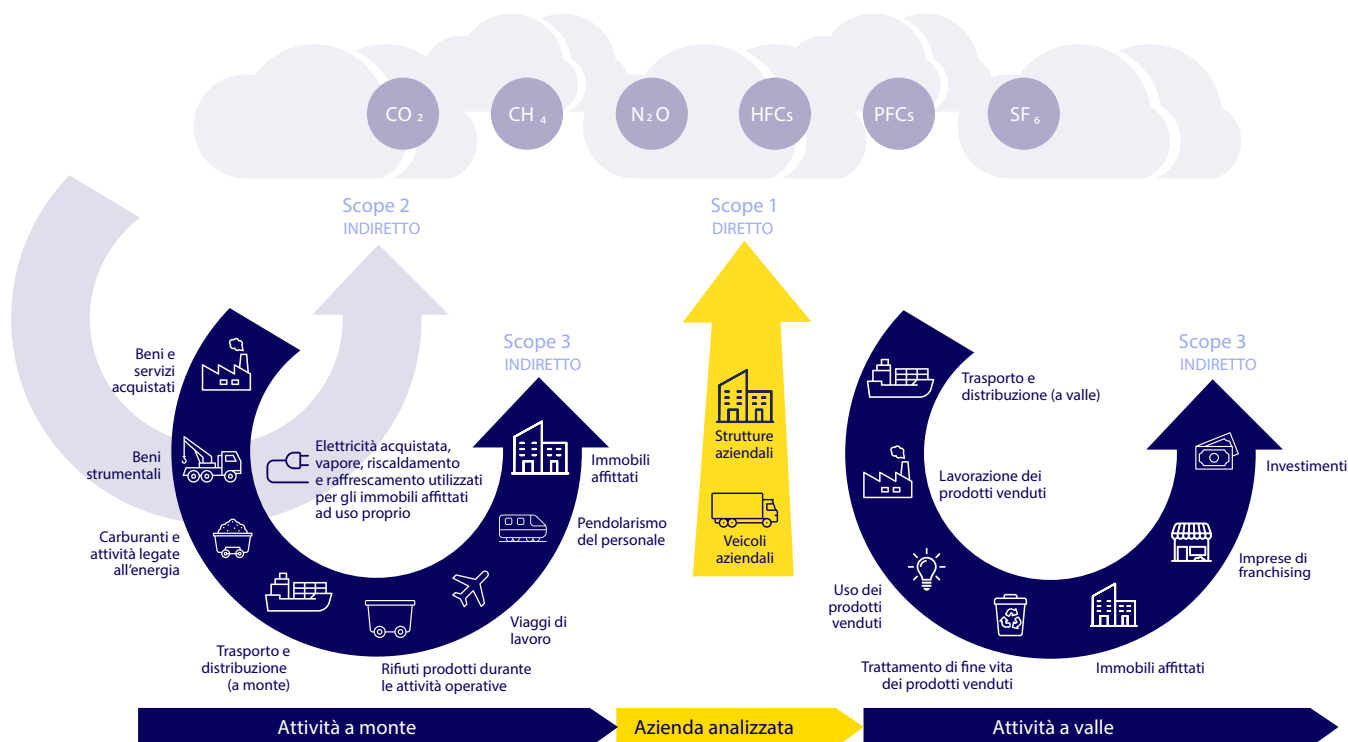 CO₂
CH₄
N₂O
HFCs
PFCs
SF₆
Scope 2
INDIRETTO
Scope 1
DIRETTO
Scope 3
INDIRETTO
Scope 3
INDIRETTO
Beni e
servizi
acquistati
Beni
strumentali
Carburanti e
attività legate
all'energia
Trasporto e
distribuzione
(a monte)
Rifiuti prodotti durante
le attività operative
Viaggi di
lavoro
Pendolarismo
del personale
Immobili
affittati
Elettricità acquistata,
vapore, riscaldamento
e raffrescamento utilizzati
per gli immobili affittati
ad uso proprio
Strutture
aziendali
Veicoli
aziendali
Trasporto e
distribuzione (a valle)
Lavorazione dei
prodotti venduti
Uso dei
prodotti
venduti
Trattamento di fine vita
dei prodotti venduti
Immobili affittati
Imprese di
franchising
Investimenti
Attività a monte
Azienda analizzata
Attività a valle